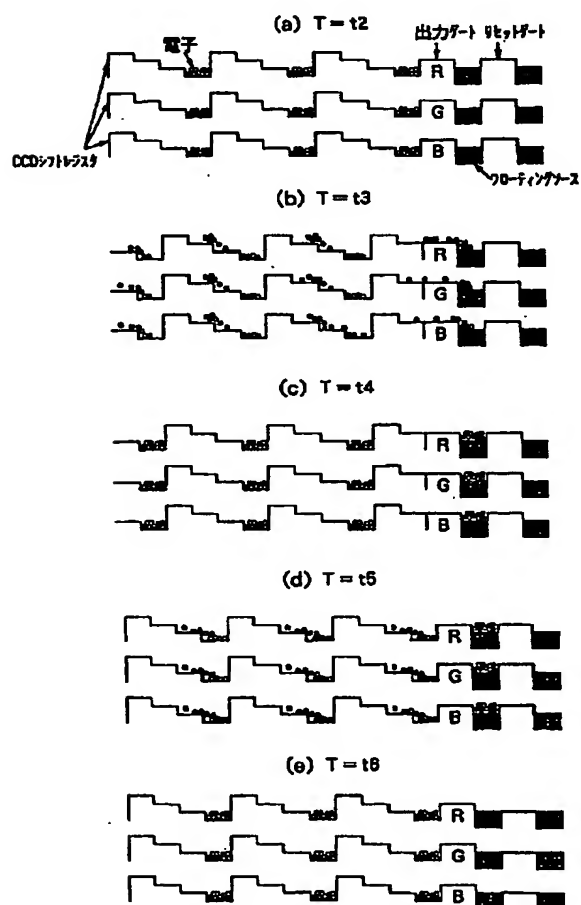 (a) T=t2
電子
出力ゲート リセットゲート
R
G
B
CCDシフトレジスタ
フローティングソース
(b) T=t3
R
G
B
(c) T=t4
R
G
B
(d) T=t5
R
G
B
(e) T=t6
R
G
B